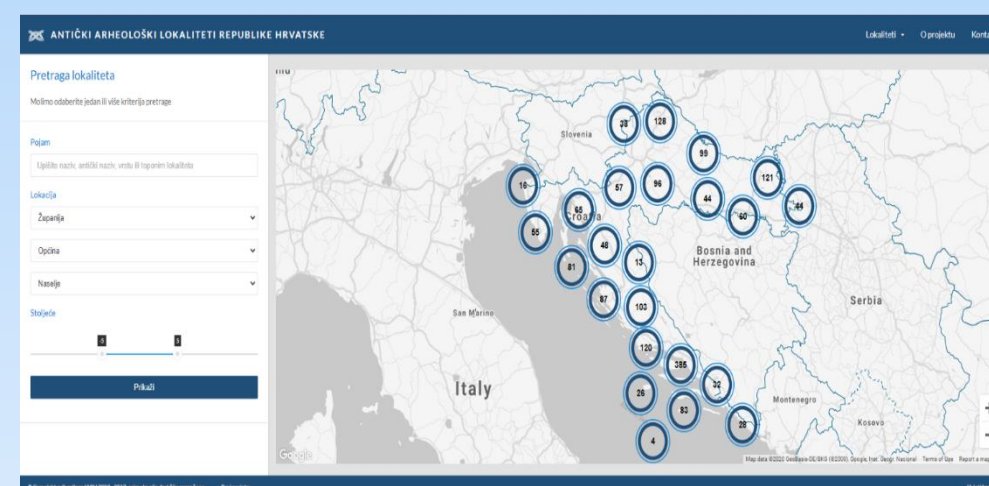 ANTIČKI ARHEOLOŠKI LOKALITETI REPUBLIKE HRVATSKE
Lokaliteti
O projektu
Pretraga lokaliteta
Molimo odaberite jedan ili više kriterija pretrage
Pojam
Upišite naziv, antički naziv, vrstu ili toponim lokaliteta
Lokacija
Županija
Općina
Naselje
Stoljeće
Prikaži
Slovenia
38
128
99
121
44
16
65
57
96
44
60
Croatia
55
48
81
13
Bosnia and
Herzegovina
87
103
San Marino
Serbia
120
385
Italy
26
32
83
28
4
Montenegro
Kosovo
Google
Terms of Use